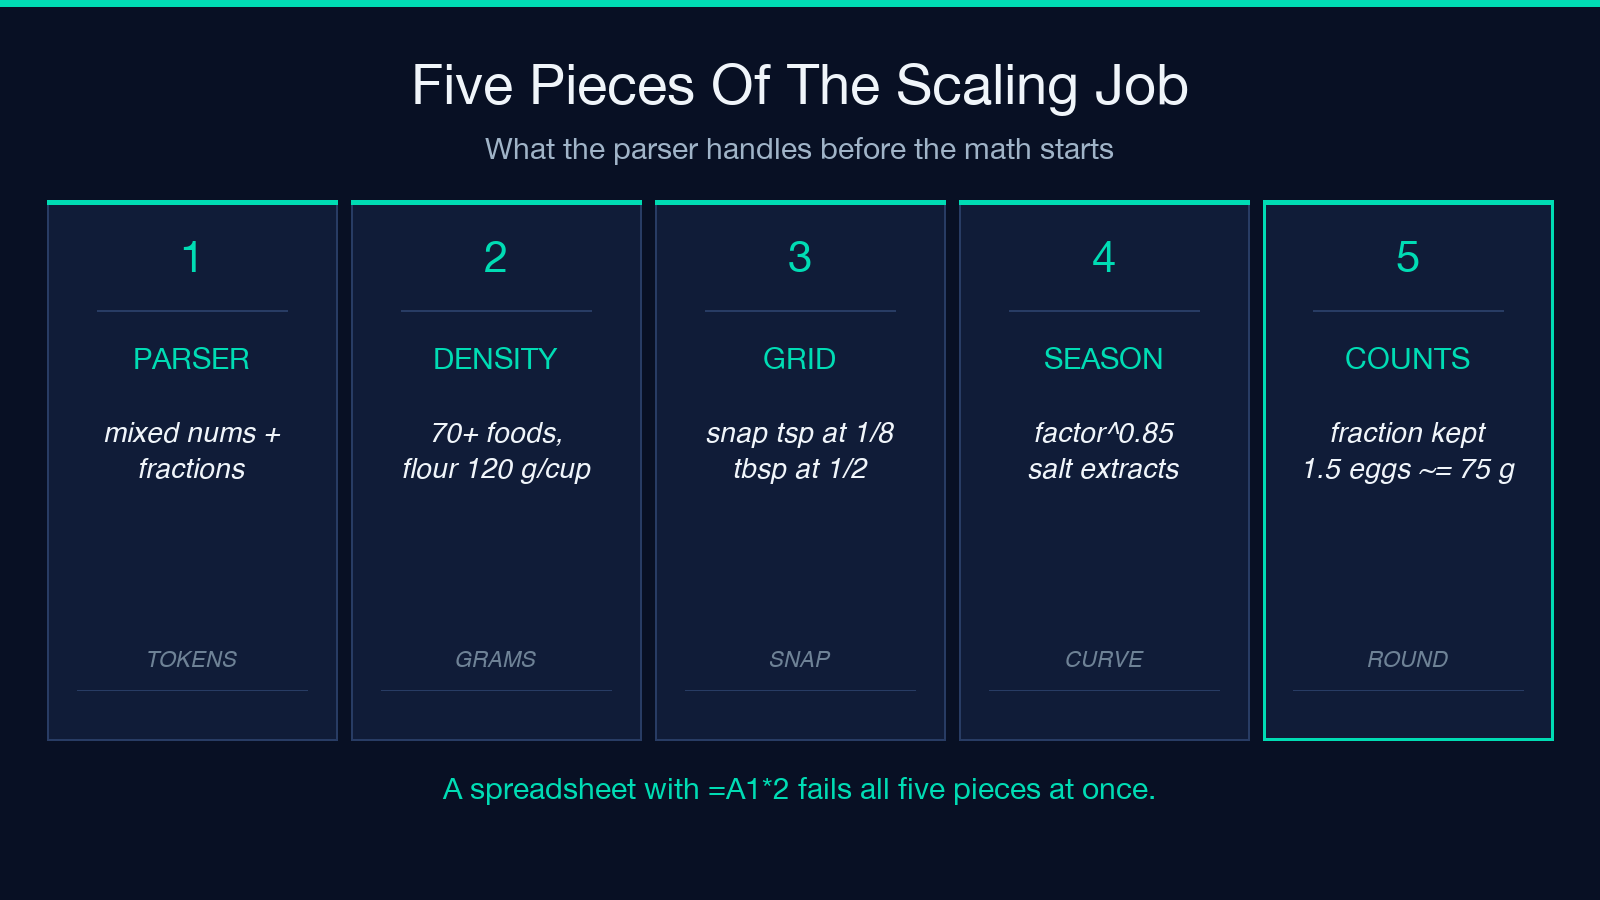 Five Pieces Of The Scaling Job
What the parser handles before the math starts
1
PARSER
mixed nums +
fractions
TOKENS
2
DENSITY
70+ foods,
flour 120 g/cup
GRAMS
3
GRID
snap tsp at 1/8
tbsp at 1/2
SNAP
4
SEASON
factor^0.85
salt extracts
CURVE
5
COUNTS
fraction kept
1.5 eggs ~= 75 g
ROUND
A spreadsheet with =A1*2 fails all five pieces at once.